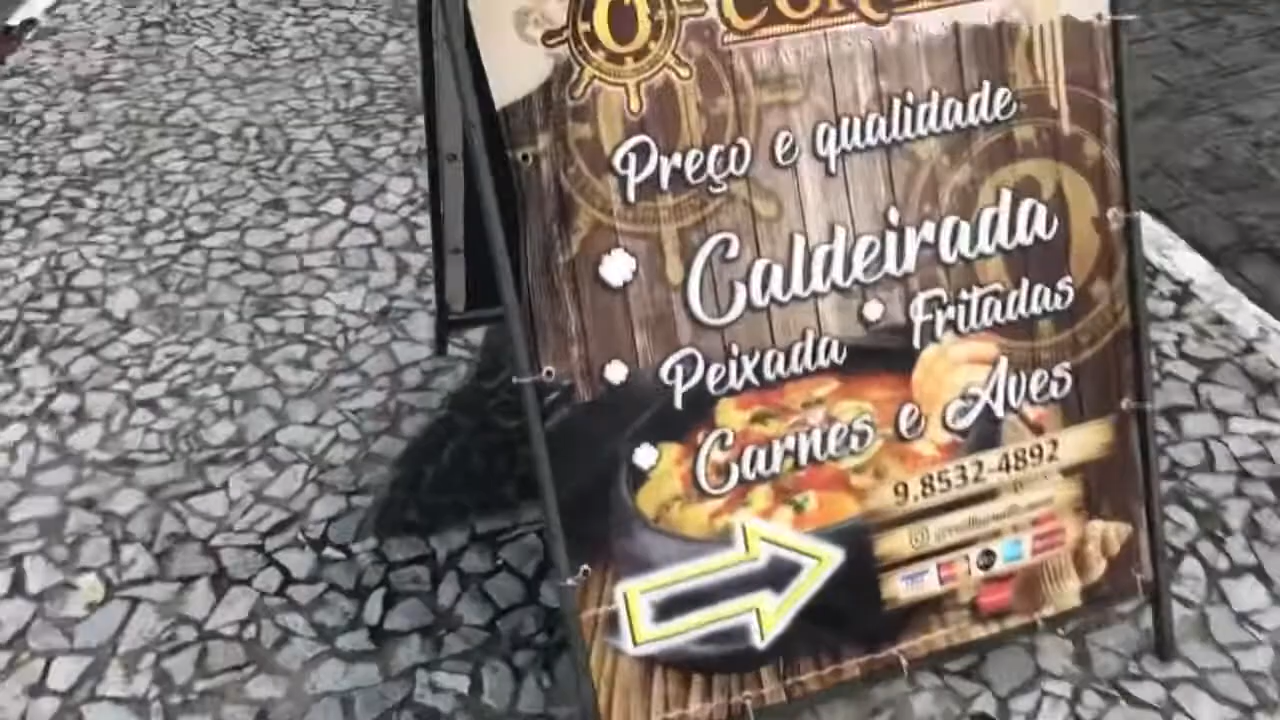 Preço e qualidade
Caldeirada
Peixada
Fritadas
Carnes e Aves
9.8532-4892